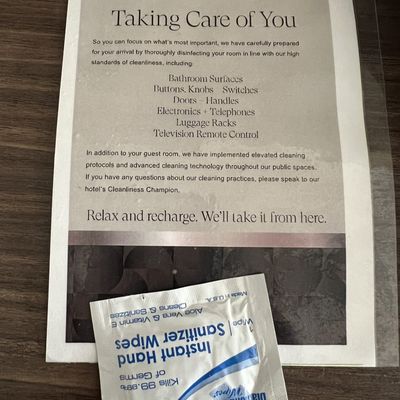 Taking Care of You
So you can focus on what's most important, we have carefully prepared
for your arrival by thoroughly disinfecting your room in line with our high
standards of cleanliness, including:
Bathroom Surfaces
Buttons, Knobs + Switches
Doors + Handles
Electronics + Telephones
Luggage Racks
Television Remote Control
In addition to your guest room, we have implemented elevated cleaning
protocols and advanced cleaning technology throughout our public spaces.
If you have any questions about our cleaning practices, please speak to our
hotel's Cleanliness Champion.
Relax and recharge. We'll take it from here.
Wipes
Kills 99.99%
of Germs
Instant Hand
Wipe | Sanitizer Wipes
Aloe Vera & Vitamin E
Cleans & Sanitizes
Made in U.S.A.